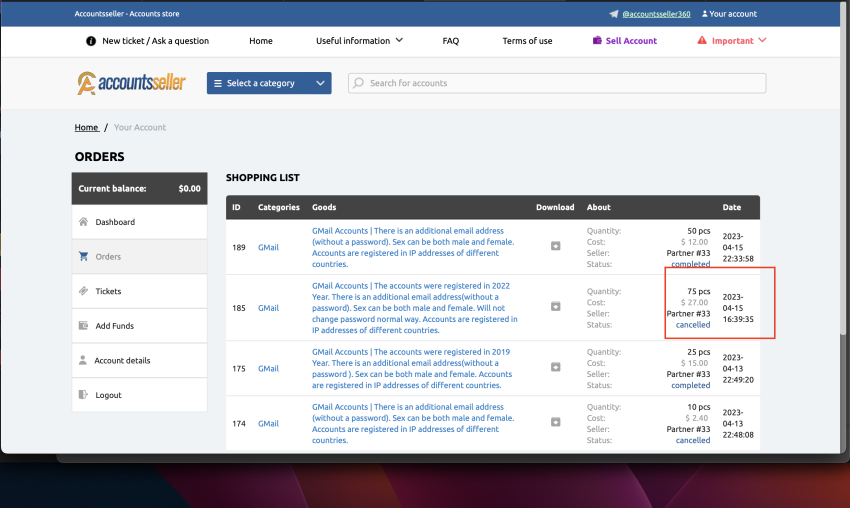 Accountsseller - Accounts store
@accountsseller360
Your account
New ticket / Ask a question
Home
Useful information
FAQ
Terms of use
Sell Account
Important
accountsseller
Select a category
Search for accounts
Home / Your Account
ORDERS
Current balance: $0.00
Dashboard
Orders
Tickets
Add Funds
Account details
Logout
SHOPPING LIST
ID Categories Goods Download About Date
189
GMail
GMail Accounts | There is an additional email address
(without a password). Sex can be both male and female.
Accounts are registered in IP addresses of different
countries.
Quantity: 50 pcs
Cost: $ 12.00
Seller: Partner #33
Status: completed
2023-
04-15
22:33:58
185
GMail
GMail Accounts | The accounts were registered in 2022
Year. There is an additional email address(without a
password). Sex can be both male and female. Will not
change password normal way. Accounts are registered in
IP addresses of different countries.
Quantity: 75 pcs
Cost: $ 27.00
Seller: Partner #33
Status: cancelled
2023-
04-15
16:39:35
175
GMail
GMail Accounts | The accounts were registered in 2019
Year. There is an additional email address(without a
password ). Sex can be both male and female. Accounts
are registered in IP addresses of different countries.
Quantity: 25 pcs
Cost: $ 15.00
Seller: Partner #33
Status: completed
2023-
04-13
22:49:20
174
GMail
GMail Accounts | There is an additional email address
(without a password). Sex can be both male and female.
Accounts are registered in IP addresses of different
countries.
Quantity: 10 pcs
Cost: $ 2.40
Seller: Partner #33
Status: cancelled
2023-
04-13
22:48:08